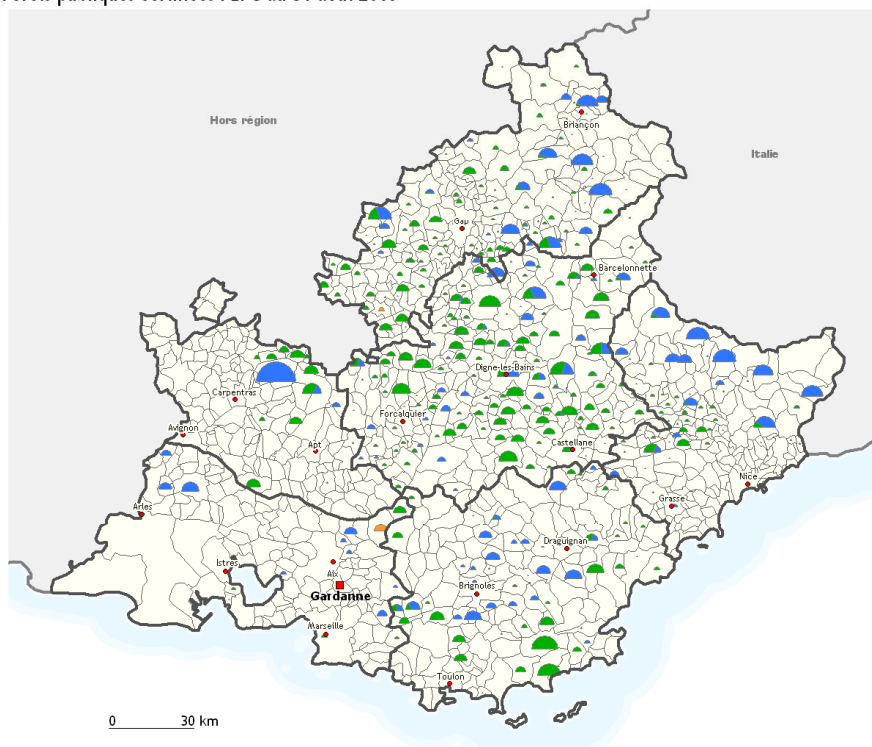 Hors région
Italie
Briançon
Gap
Barcelonnette
Digne-les-Bains
Carpentras
Forcalquier
Avignon
Apt
Castellane
Nice
Grasse
Arles
Draguignan
Istres
Aix
Brignoles
Gardanne
Marseille
Toulon
0 30 km